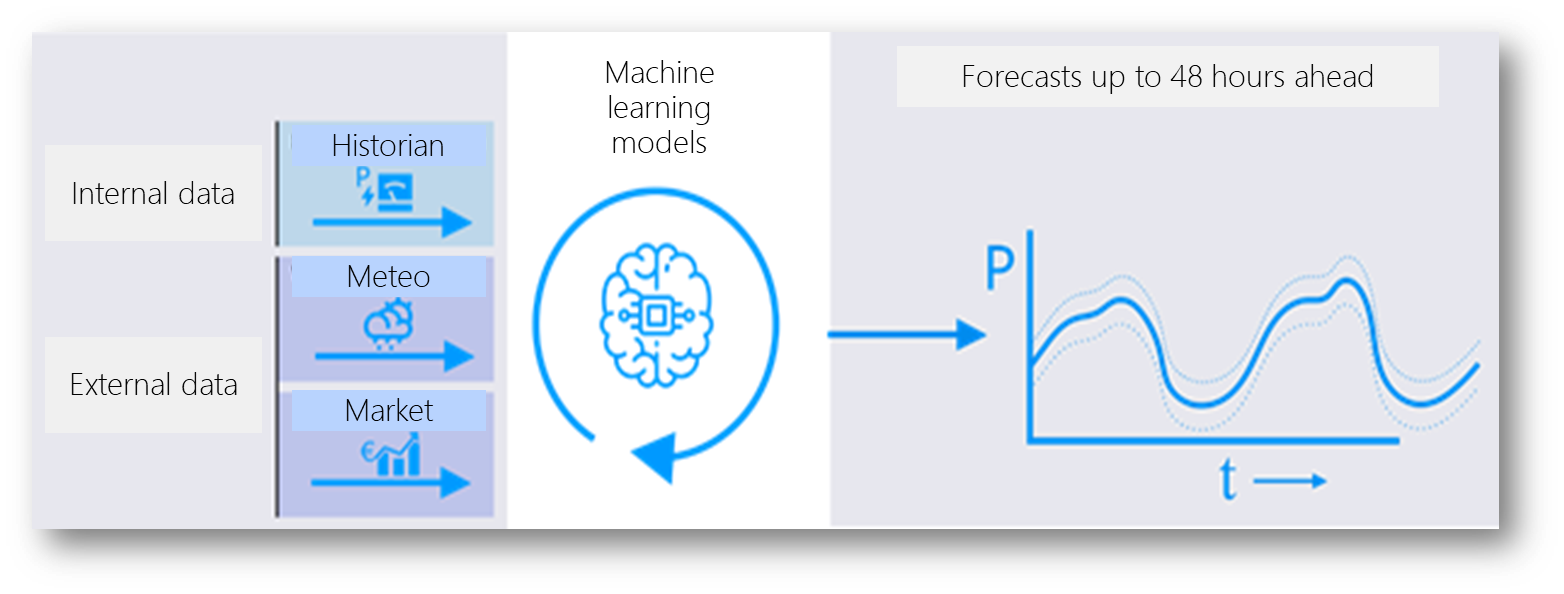 Internal data
External data
Historian
P
Meteo
Market
€
Machine
learning
models
Forecasts up to 48 hours ahead
P
t